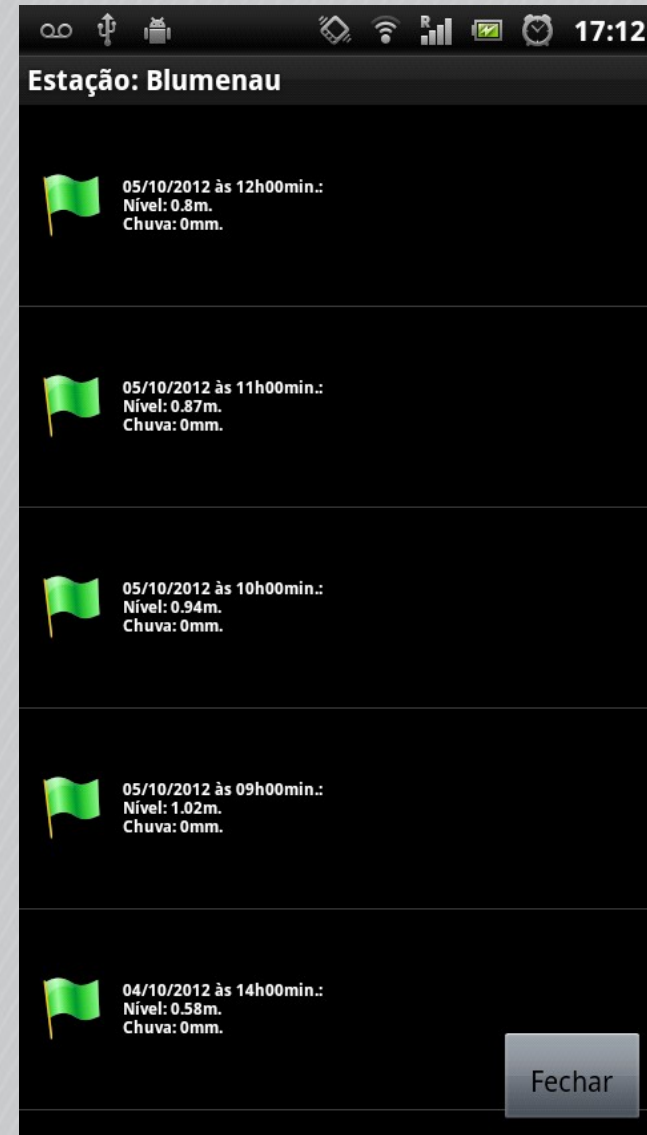 R
17:12
Estação: Blumenau
05/10/2012 às 12h00min.:
Nível: 0.8m.
Chuva: 0mm.
05/10/2012 às 11h00min.:
Nível: 0.87m.
Chuva: 0mm.
05/10/2012 às 10h00min.:
Nível: 0.94m.
Chuva: 0mm.
05/10/2012 às 09h00min.:
Nível: 1.02m.
Chuva: 0mm.
04/10/2012 às 14h00min.:
Nível: 0.58m.
Chuva: 0mm.
Fechar